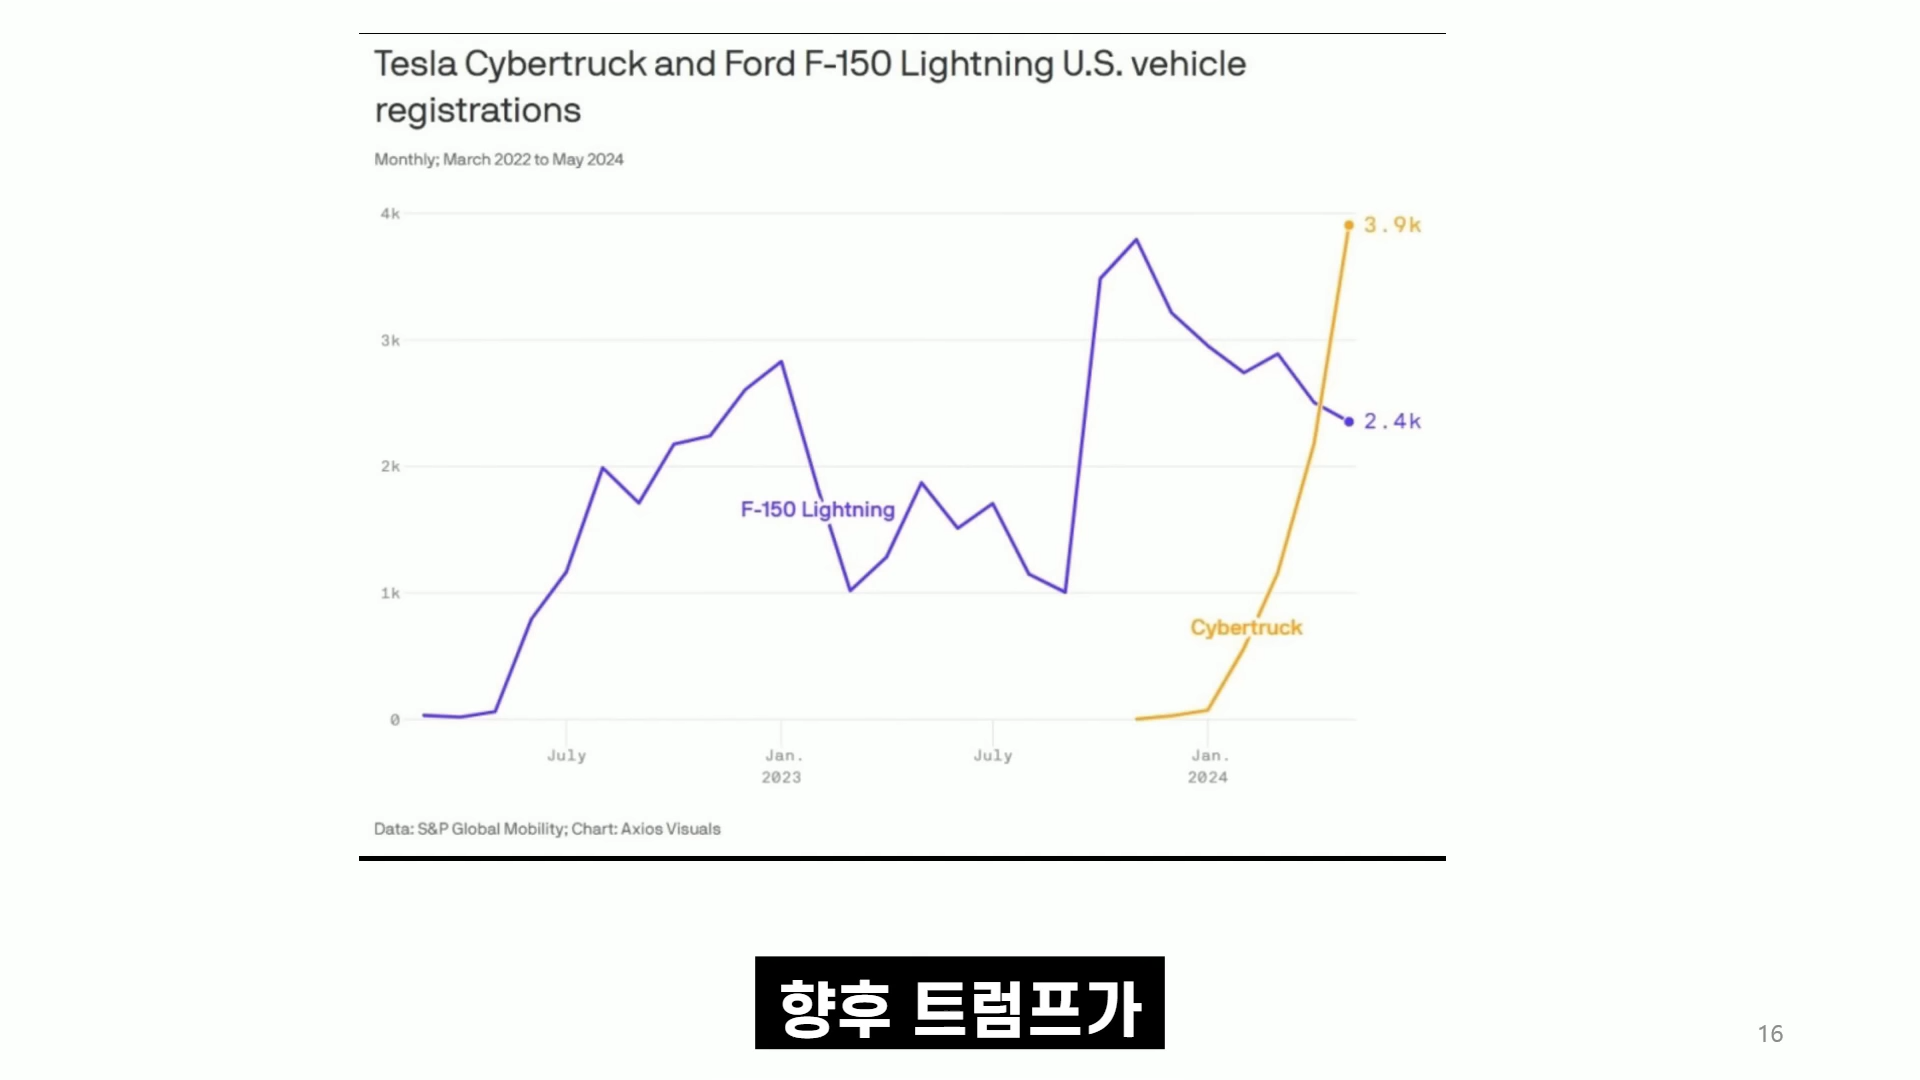 Tesla Cybertruck and Ford F-150 Lightning U.S. vehicle
registrations
Monthly; March 2022 to May 2024
4k
3.9k
3k
2.4k
2k
F-150 Lightning
1k
Cybertruck
0
July
Jan.
2023
July
Jan.
2024
Data: S&P Global Mobility; Chart: Axios Visuals
향후 트럼프가
16